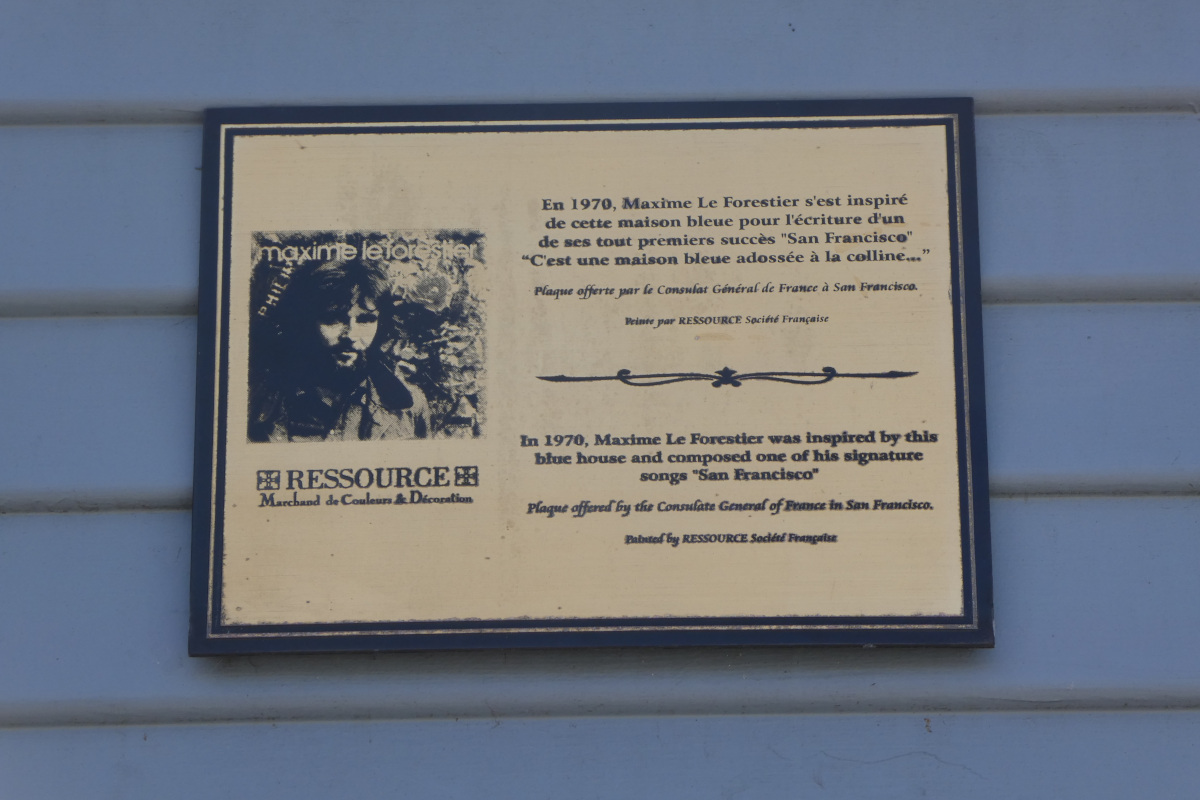 maxime le forestier
RESSOURCE
Marchand de Couleurs & Décoration
En 1970, Maxime Le Forestier s'est inspiré
de cette maison bleue pour l'écriture d'un
de ses tout premiers succès "San Francisco"
“C'est une maison bleue adossée à la colline...”
Plaque offerte par le Consulat Général de France à San Francisco.
Peinte par RESSOURCE Société Française
In 1970, Maxime Le Forestier was inspired by this
blue house and composed one of his signature
songs "San Francisco"
Plaque offered by the Consulate General of France in San Francisco.
Painted by RESSOURCE Société Française